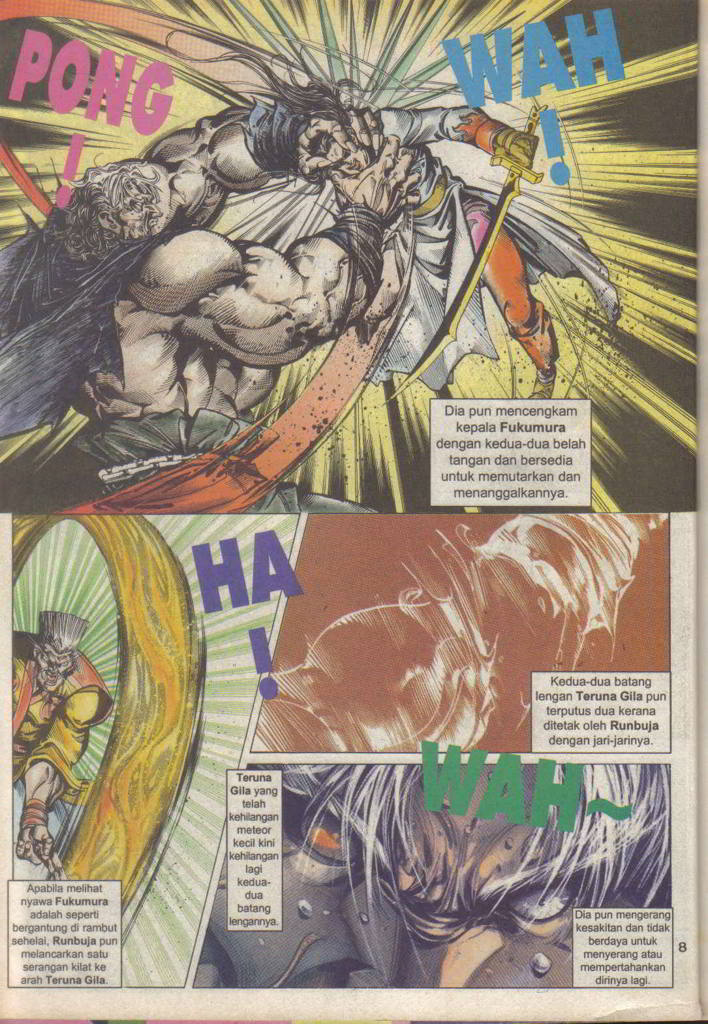 PONG!
WAH!
Dia pun mencengkam
kepala Fukumura
dengan kedua-dua belah
tangan dan bersedia
untuk memutarkan dan
menanggalkannya.
HA!
Apabila melihat
nyawa Fukumura
adalah seperti
bergantung di rambut
sehelai, Runbuja pun
melancarkan satu
serangan kilat ke
arah Teruna Gila.
Kedua-dua batang
lengan Teruna Gila pun
terputus dua kerana
ditetak oleh Runbuja
dengan jari-jarinya.
WAH~
Teruna
Gila yang
telah
kehilangan
meteor
kecil kini
kehilangan
lagi
kedua-
dua
batang
lengannya.
Dia pun mengerang
kesakitan dan tidak
berdaya untuk
menyerang atau
mempertahankan
dirinya lagi.
8